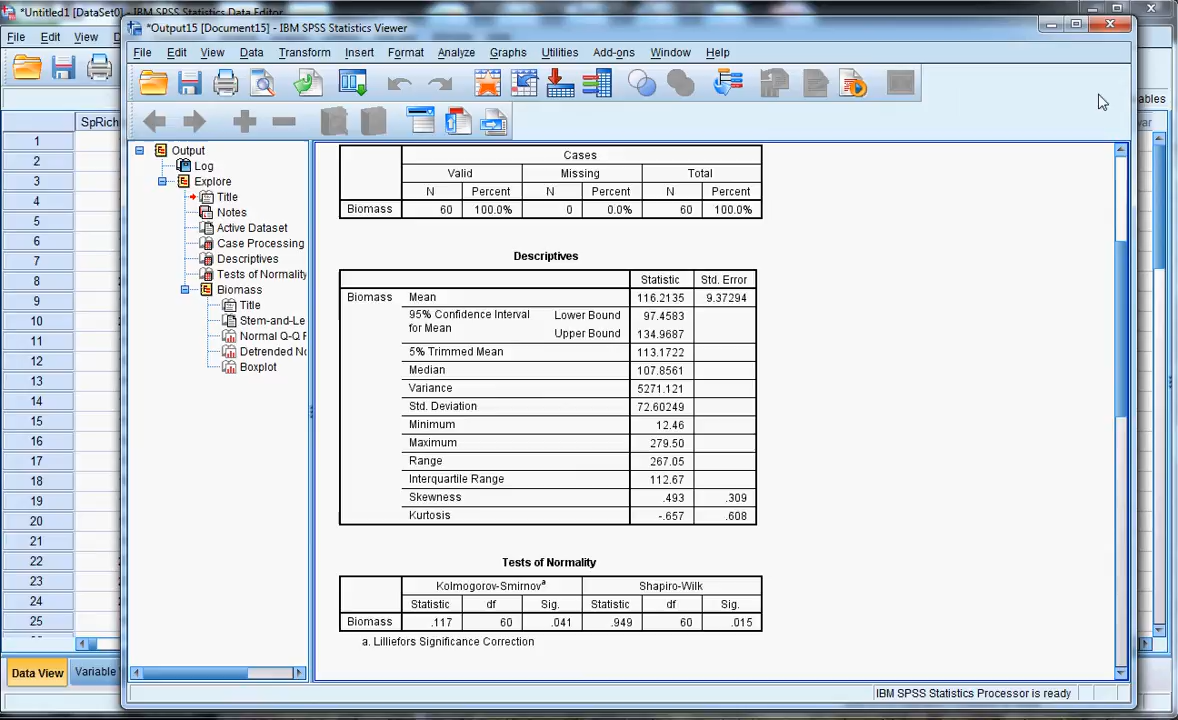 *Untitled1 [DataSet0] - IBM SPSS Statistics Data Editor
File Edit View
*Output15 [Document15] - IBM SPSS Statistics Viewer
File Edit View Data Transform Insert Format Analyze Graphs Utilities Add-ons Window Help
ables
SpRich
var
1
2
3
4
5
6
7
8
9
10
11
12
13
14
15
16
17
18
19
20
21
22
23
24
25
Output
Log
Explore
Title
Notes
Active Dataset
Case Processing
Descriptives
Tests of Normality
Biomass
Title
Stem-and-Le
Normal Q-Q P
Detrended No
Boxplot
Cases
Valid Missing Total
N Percent N Percent N Percent
Biomass 60 100.0% 0 0.0% 60 100.0%
Descriptives
Statistic Std. Error
Biomass Mean 116.2135 9.37294
95% Confidence Interval for Mean Lower Bound 97.4583
Upper Bound 134.9687
5% Trimmed Mean 113.1722
Median 107.8561
Variance 5271.121
Std. Deviation 72.60249
Minimum 12.46
Maximum 279.50
Range 267.05
Interquartile Range 112.67
Skewness .493 .309
Kurtosis -.657 .608
Tests of Normality
Kolmogorov-Smirnovª Shapiro-Wilk
Statistic df Sig. Statistic df Sig.
Biomass .117 60 .041 .949 60 .015
a. Lilliefors Significance Correction
Data View Variable
IBM SPSS Statistics Processor is ready